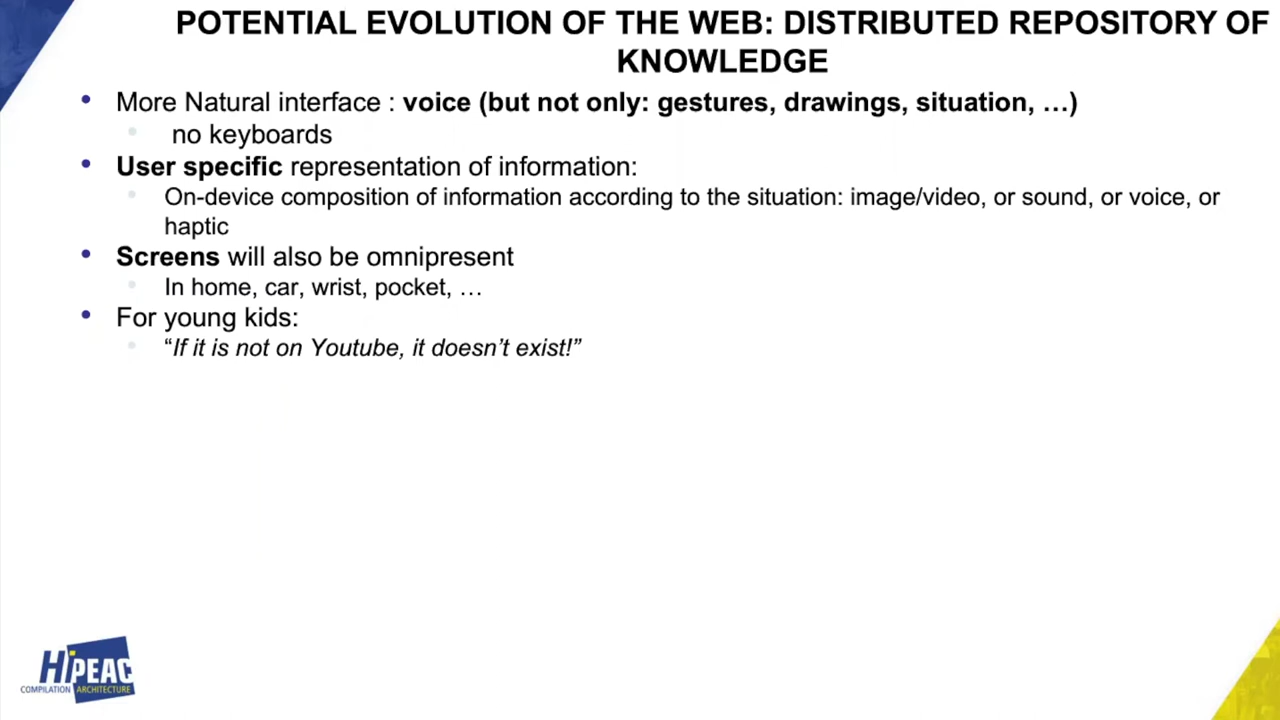 POTENTIAL EVOLUTION OF THE WEB: DISTRIBUTED REPOSITORY OF
KNOWLEDGE
• More Natural interface : voice (but not only: gestures, drawings, situation, …)
• no keyboards
• User specific representation of information:
• On-device composition of information according to the situation: image/video, or sound, or voice, or
haptic
• Screens will also be omnipresent
• In home, car, wrist, pocket, …
• For young kids:
• “If it is not on Youtube, it doesn’t exist!”
HiPEAC
COMPILATION ARCHITECTURE